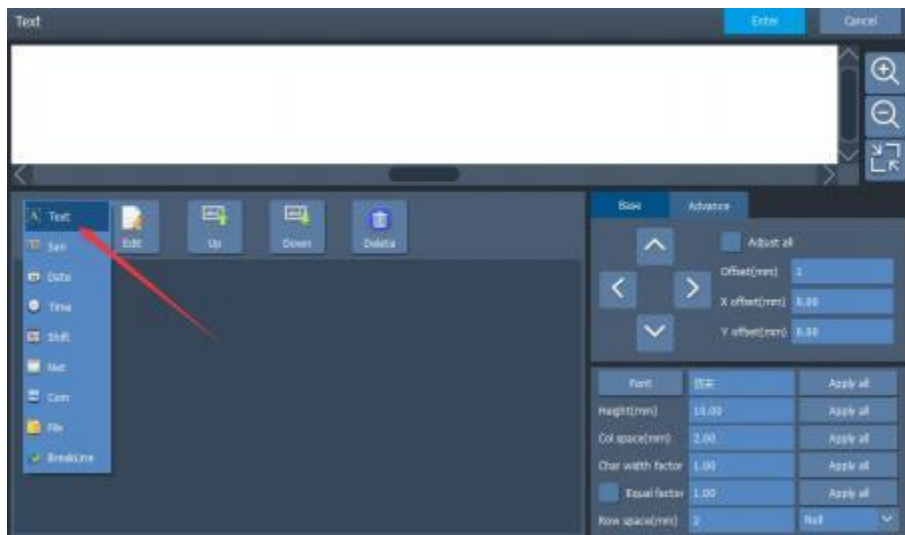 Text Enter Cancel
Text Edit Up Down Delete
Seri
Date
Time
Shift
Net
Com
File
BreakLine
Base Advance
Adjust all
Offset(mm)
X offset(mm) 0.00
Y offset(mm) 0.00
Font Apply all
Height(mm) 10.00 Apply all
Col space(mm) 2.00 Apply all
Char width factor 1.00 Apply all
Equal factor 1.00 Apply all
Row space(mm) 2 Null